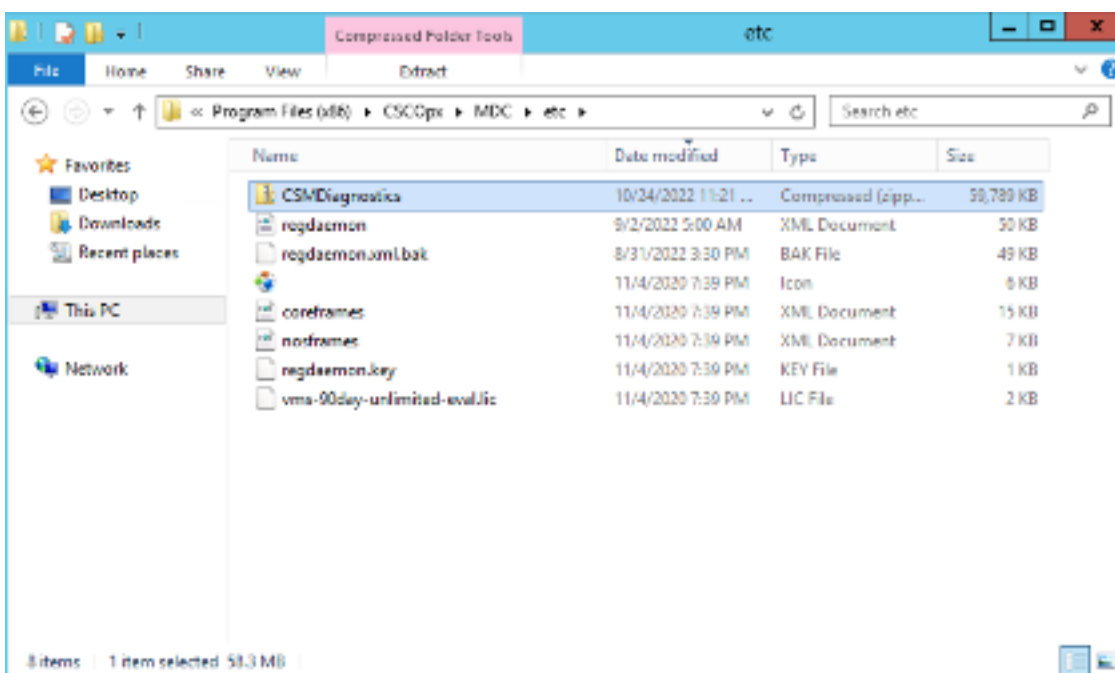 Compressed Folder Tools
etc
File Home Share View Extract
« Program Files (x86) CSCOpx MDC etc
Search etc
Name Date modified Type Size
Favorites
Desktop
Downloads
Recent places
This PC
Network
CSMDiagnostics 10/24/2022 11:21 ... Compressed (zipp... 59,789 KB
regdaemon 9/2/2022 5:00 AM XML Document 50 KB
regdaemon.xml.bak 8/31/2022 3:30 PM BAK File 49 KB
11/4/2020 7:39 PM Icon 6 KB
coreframes 11/4/2020 7:39 PM XML Document 15 KB
nosframes 11/4/2020 7:39 PM XML Document 7 KB
regdaemon.key 11/4/2020 7:39 PM KEY File 1 KB
vms-90day-unlimited-eval.lic 11/4/2020 7:39 PM LIC File 2 KB
8 items 1 item selected 58.3 MB